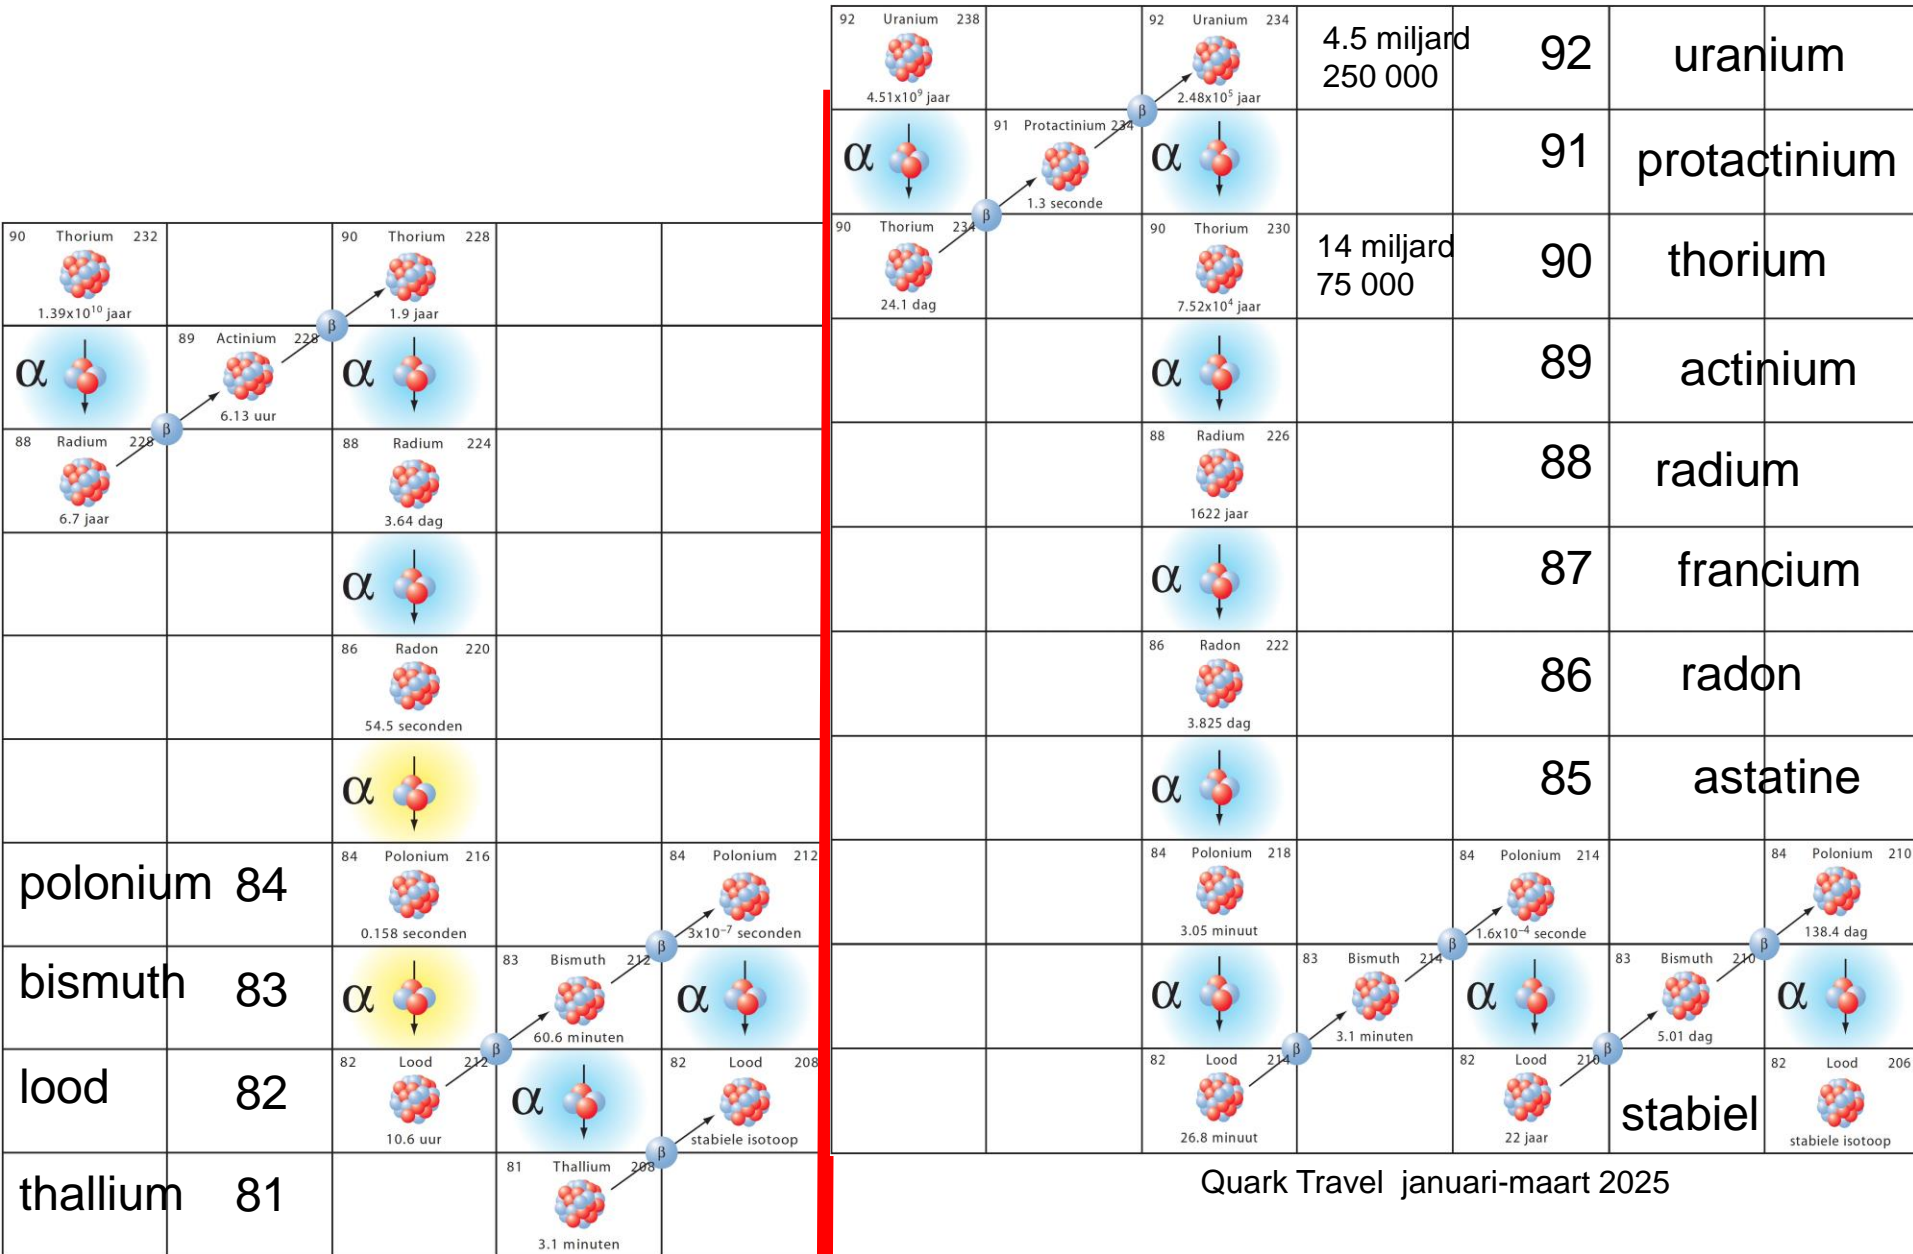 92 Uranium 238
4.51x10⁹ jaar
92 Uranium 234
2.48x10⁵ jaar
4.5 miljard
250 000
92 uranium
α
β
91 Protactinium 234
1.3 seconde
β
α
91 protactinium
90 Thorium 234
24.1 dag
90 Thorium 230
7.52x10⁴ jaar
14 miljard
75 000
90 thorium
α
89 actinium
88 Radium 226
1622 jaar
88 radium
α
87 francium
86 Radon 222
3.825 dag
86 radon
α
85 astatine
84 Polonium 218
3.05 minuut
84 Polonium 214
1.6x10⁻⁴ seconde
84 Polonium 210
138.4 dag
α
β
83 Bismuth 214
3.1 minuten
β
α
β
83 Bismuth 210
5.01 dag
β
α
82 Lood 214
26.8 minuut
82 Lood 210
22 jaar
stabiel
82 Lood 206
stabiele isotoop
90 Thorium 232
1.39x10¹⁰ jaar
90 Thorium 228
1.9 jaar
α
β
89 Actinium 228
6.13 uur
β
α
88 Radium 228
6.7 jaar
88 Radium 224
3.64 dag
α
86 Radon 220
54.5 seconden
α
polonium 84
84 Polonium 216
0.158 seconden
84 Polonium 212
3x10⁻⁷ seconden
bismuth 83
α
β
83 Bismuth 212
60.6 minuten
β
α
lood 82
82 Lood 212
10.6 uur
α
82 Lood 208
stabiele isotoop
thallium 81
81 Thallium 208
3.1 minuten
β
Quark Travel januari-maart 2025